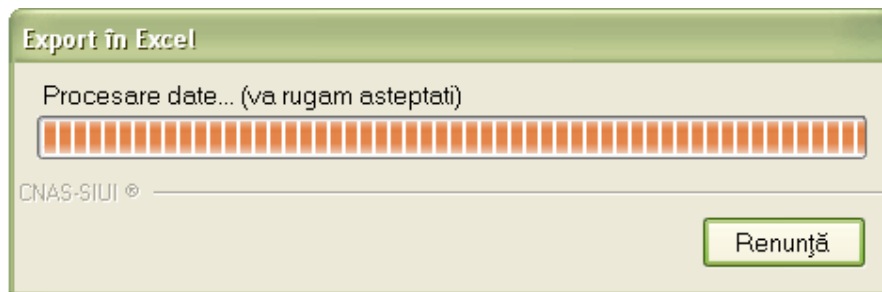 Export în Excel
Procesare date... (va rugam asteptati)
CNAS-SIUI ®
Renunţă